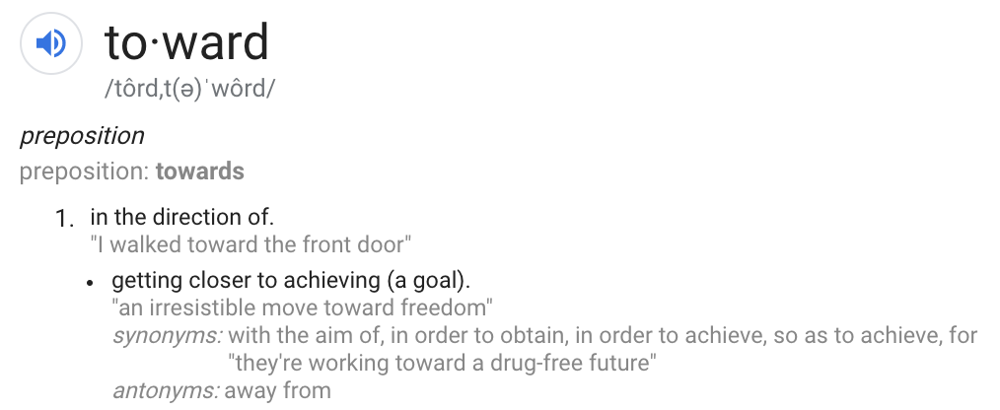 to·ward
/tôrd,t(ə)ˈwôrd/
preposition
preposition: towards
1. in the direction of.
"I walked toward the front door"
• getting closer to achieving (a goal).
"an irresistible move toward freedom"
synonyms: with the aim of, in order to obtain, in order to achieve, so as to achieve, for
"they're working toward a drug-free future"
antonyms: away from